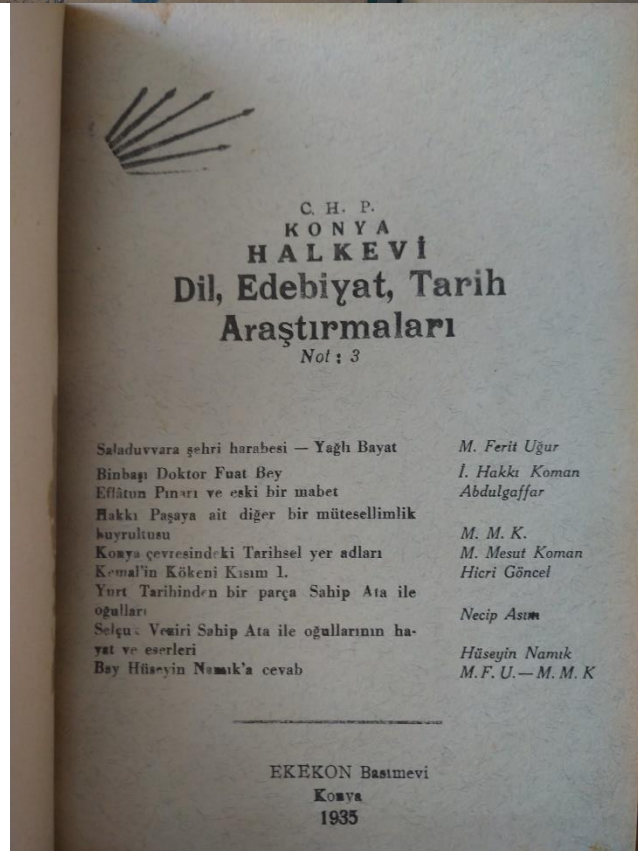 C. H. P.
KONYA
HALKEVİ
Dil, Edebiyat, Tarih
Araştırmaları
Not : 3
Saladuvvara şehri harabesi — Yağlı Bayat M. Ferit Uğur
Binbaşı Doktor Fuat Bey İ. Hakkı Koman
Eflâtun Pınarı ve eski bir mabet Abdulgaffar
Hakkı Paşaya ait diğer bir mütesellimlik
buyrultusu M. M. K.
Konya çevresindeki Tarihsel yer adları M. Mesut Koman
Kemal'in Kökeni Kısım 1. Hicri Göncel
Yurt Tarihinden bir parça Sahip Ata ile
oğulları Necip Asım
Selçuk Veziri Sahip Ata ile oğullarının ha-
yat ve eserleri Hüseyin Namık
Bay Hüseyin Namık'a cevab M. F. U. — M. M. K
EKEKON Basımevi
Konya
1935